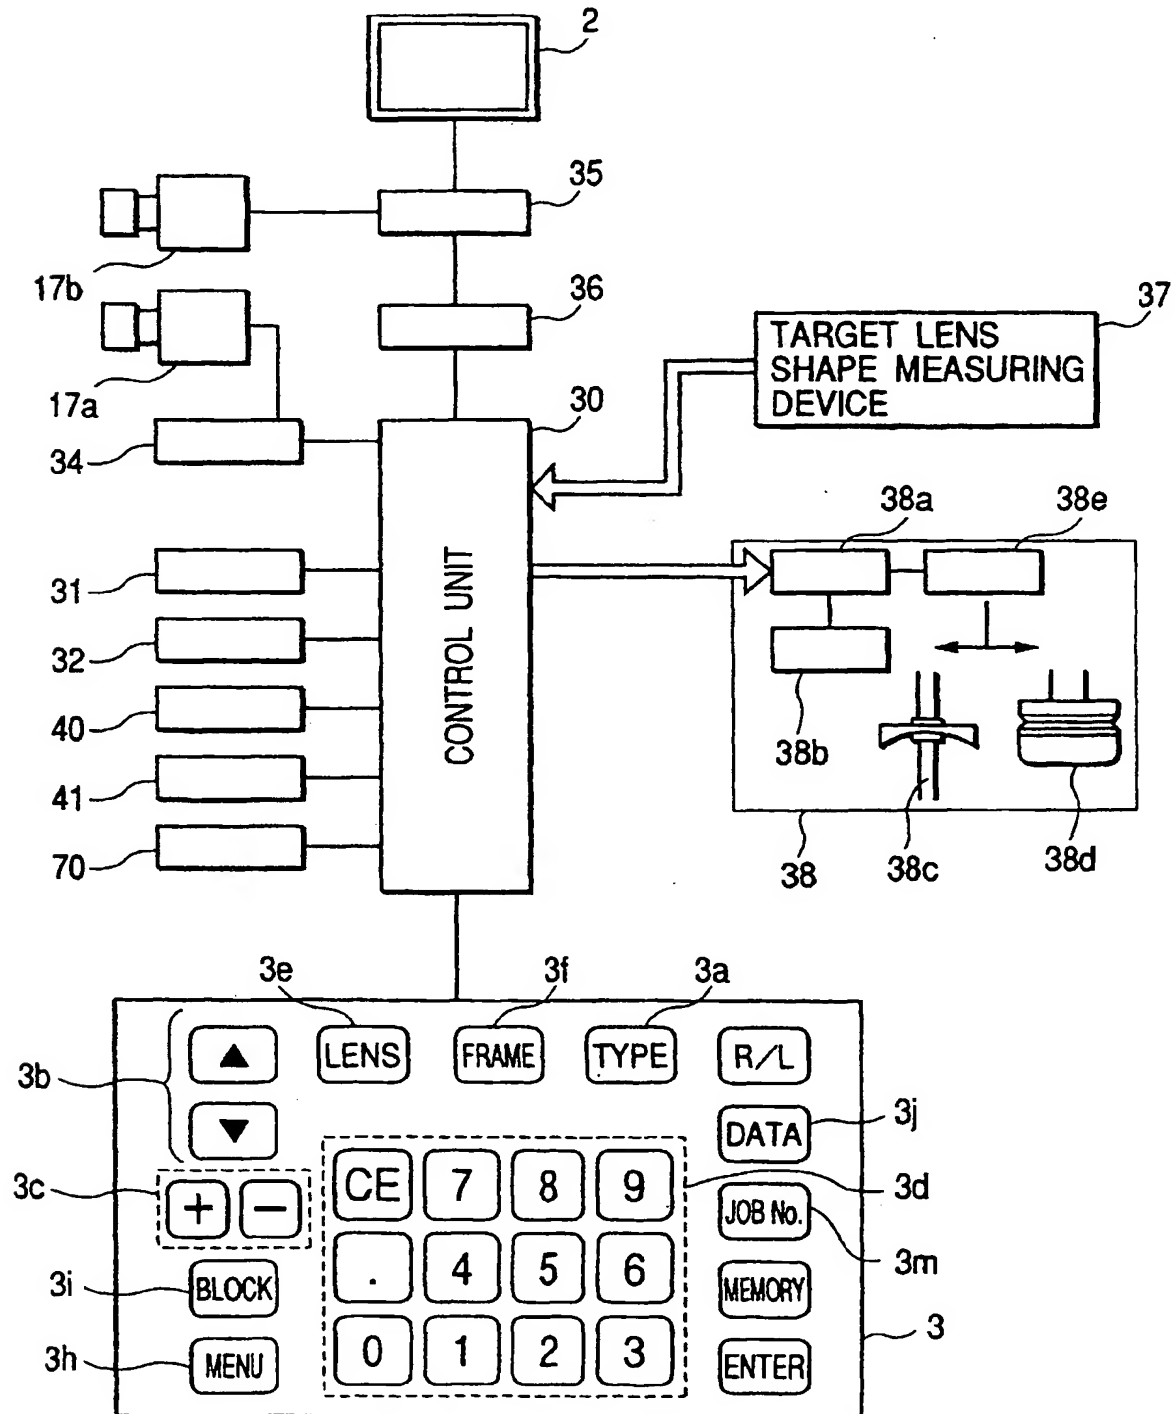 2
35
17b
36
37
TARGET LENS
SHAPE MEASURING
DEVICE
17a
30
34
38a
38e
31
CONTROL UNIT
32
40
38b
41
70
38
38c
38d
3e
3f
3a
▲
LENS
FRAME
TYPE
R/L
3b
▼
DATA
3j
3c
+
−
CE
7
8
9
3d
JOB No.
3m
3i
BLOCK
.
4
5
6
MEMORY
3
3h
MENU
0
1
2
3
ENTER